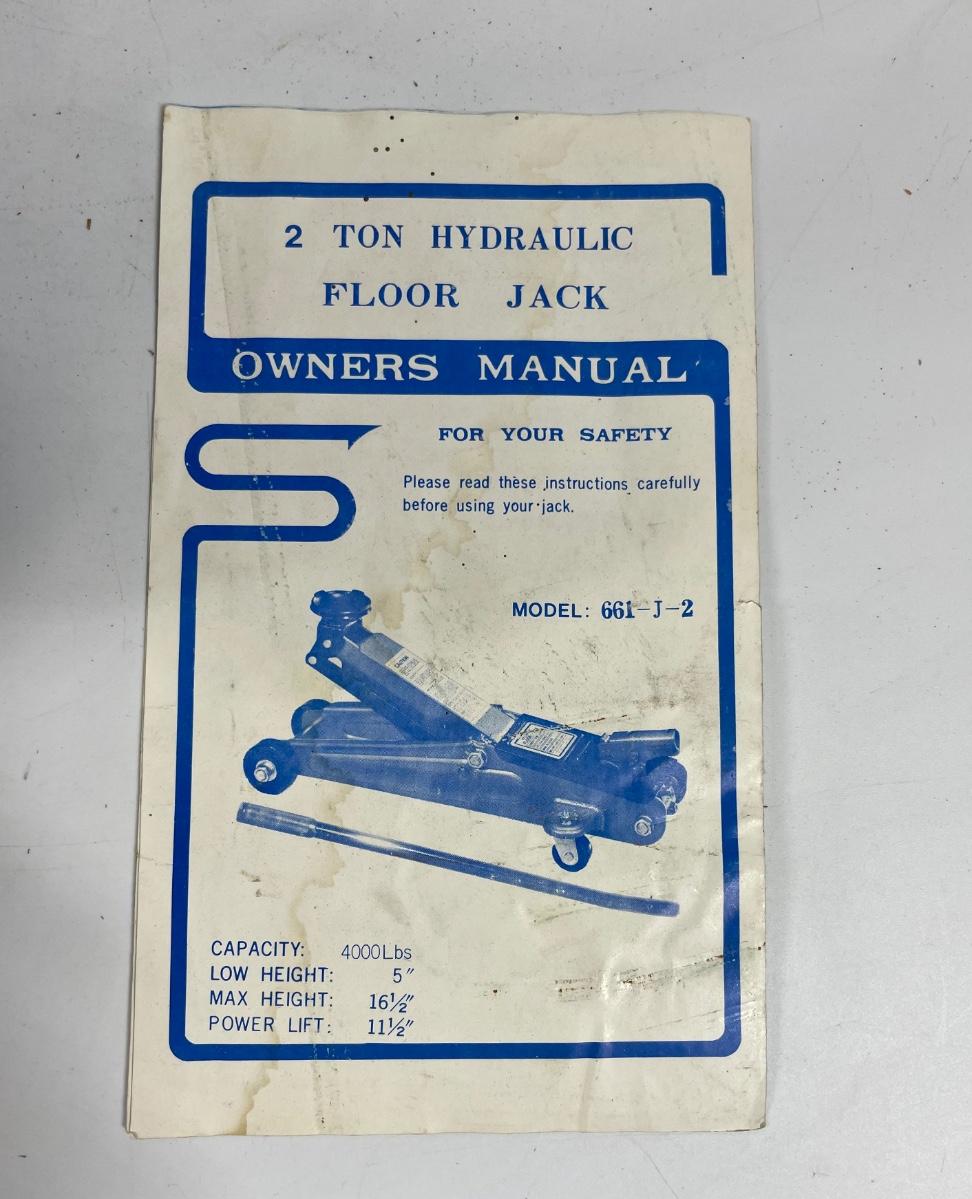 2 TON HYDRAULIC
FLOOR JACK
OWNERS MANUAL
FOR YOUR SAFETY
Please read these instructions carefully
before using your jack.
MODEL: 661-J-2
CAUTION
CAPACITY: 4000Lbs
LOW HEIGHT: 5″
MAX HEIGHT: 16½″
POWER LIFT: 11½″